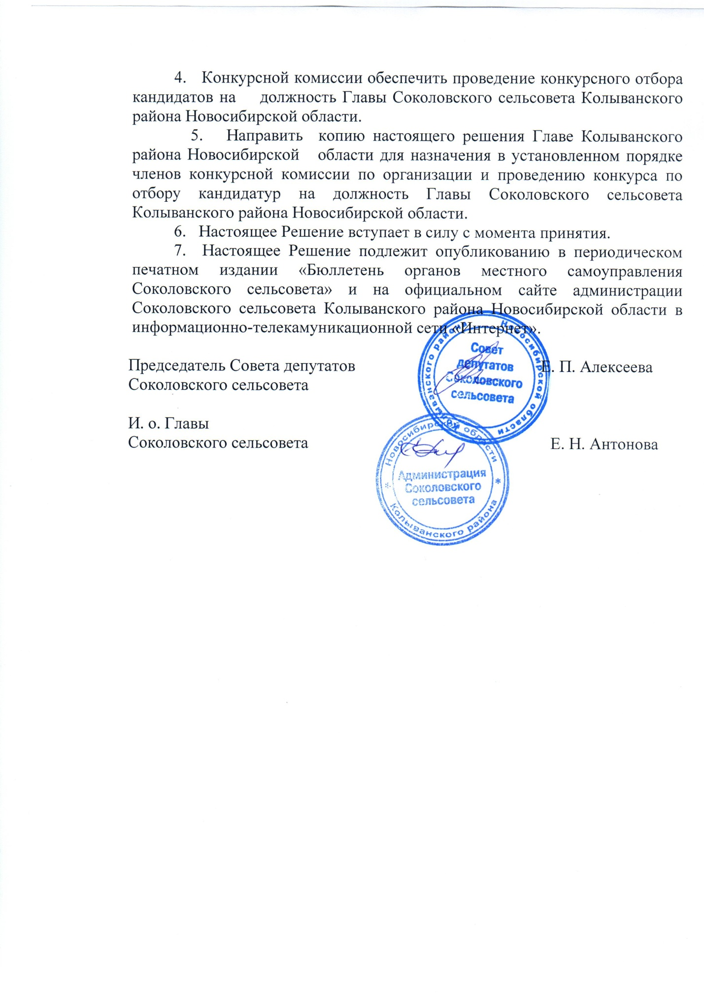 4. Конкурсной комиссии обеспечить проведение конкурсного отбора
кандидатов на должность Главы Соколовского сельсовета Колыванского
района Новосибирской области.
5. Направить копию настоящего решения Главе Колыванского
района Новосибирской области для назначения в установленном порядке
членов конкурсной комиссии по организации и проведению конкурса по
отбору кандидатур на должность Главы Соколовского сельсовета
Колыванского района Новосибирской области.
6. Настоящее Решение вступает в силу с момента принятия.
7. Настоящее Решение подлежит опубликованию в периодическом
печатном издании «Бюллетень органов местного самоуправления
Соколовского сельсовета» и на официальном сайте администрации
Соколовского сельсовета Колыванского района Новосибирской области в
информационно-телекамуникационной сети «Интернет».
Председатель Совета депутатов Е. П. Алексеева
Соколовского сельсовета
Колыванского района Новосибирской области
Совет
депутатов
Соколовского
сельсовета
И. о. Главы
Соколовского сельсовета Е. Н. Антонова
Новосибирской области
Администрация
Соколовского
сельсовета
* Колыванского района *